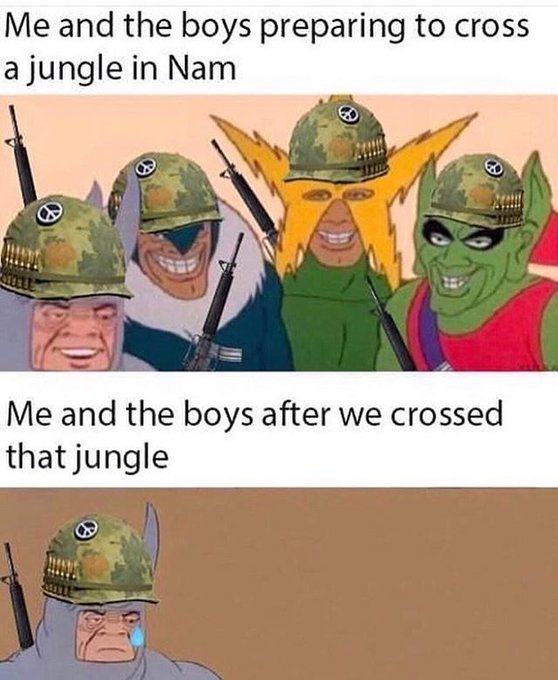 Me and the boys preparing to cross
a jungle in Nam
Me and the boys after we crossed
that jungle